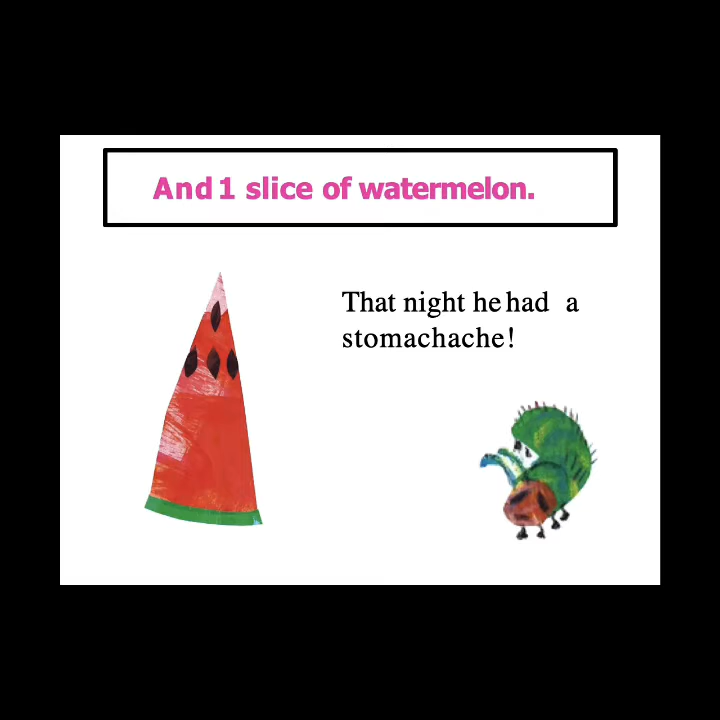 And 1 slice of watermelon.
That night he had a
stomachache!